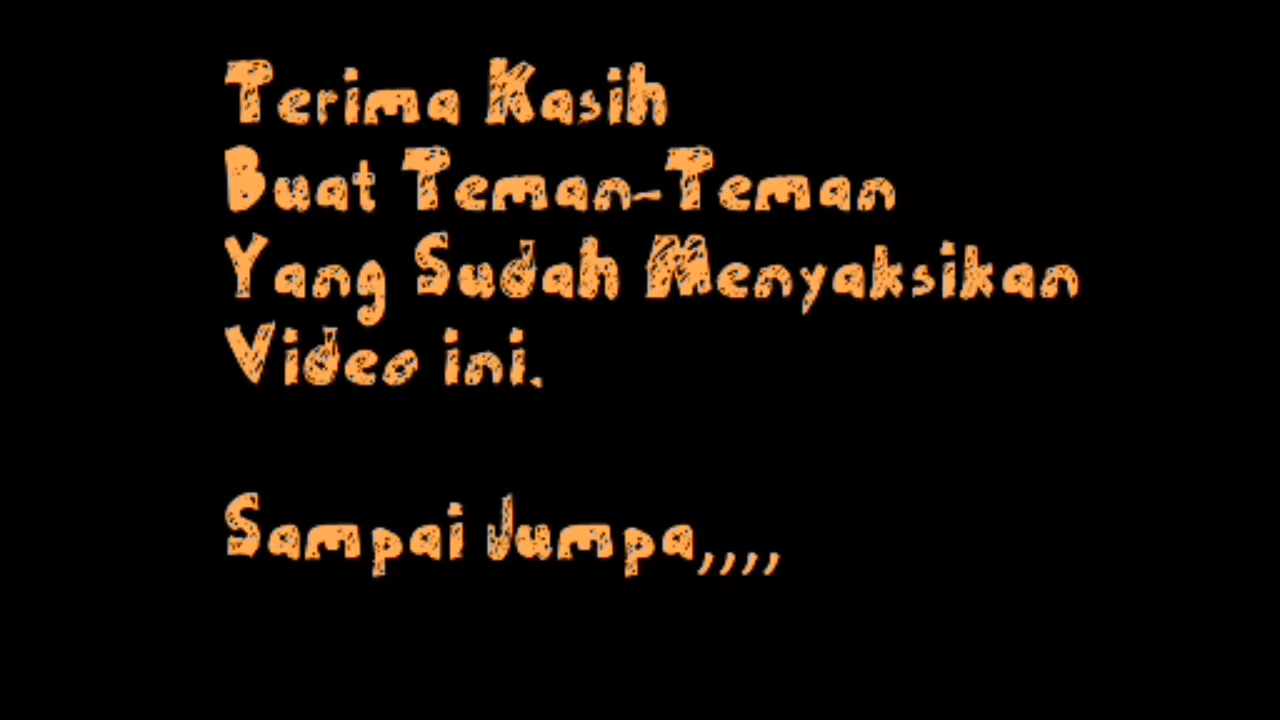 Terima Kasih
Buat Teman-Teman
Yang Sudah Menyaksikan
Video ini.
Sampai Jumpa,,,,